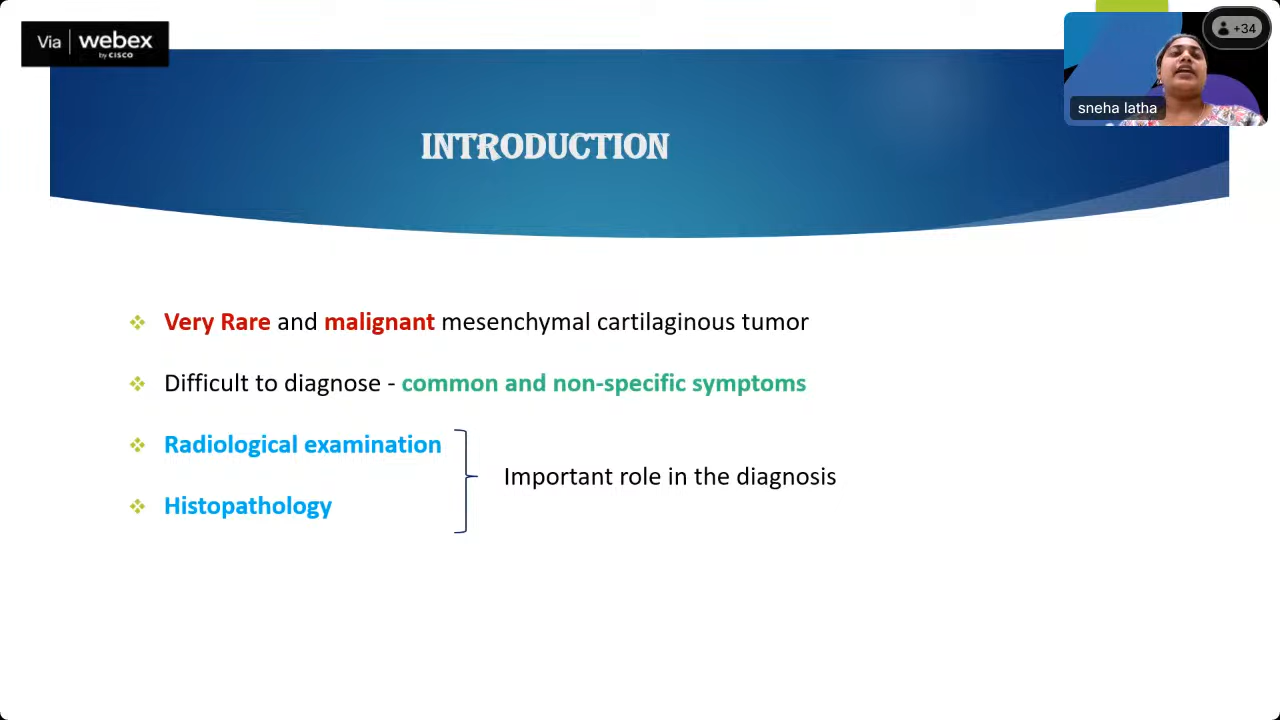 Via webex
by CISCO
+34
sneha latha
INTRODUCTION
Very Rare and malignant mesenchymal cartilaginous tumor
Difficult to diagnose - common and non-specific symptoms
Radiological examination
Important role in the diagnosis
Histopathology